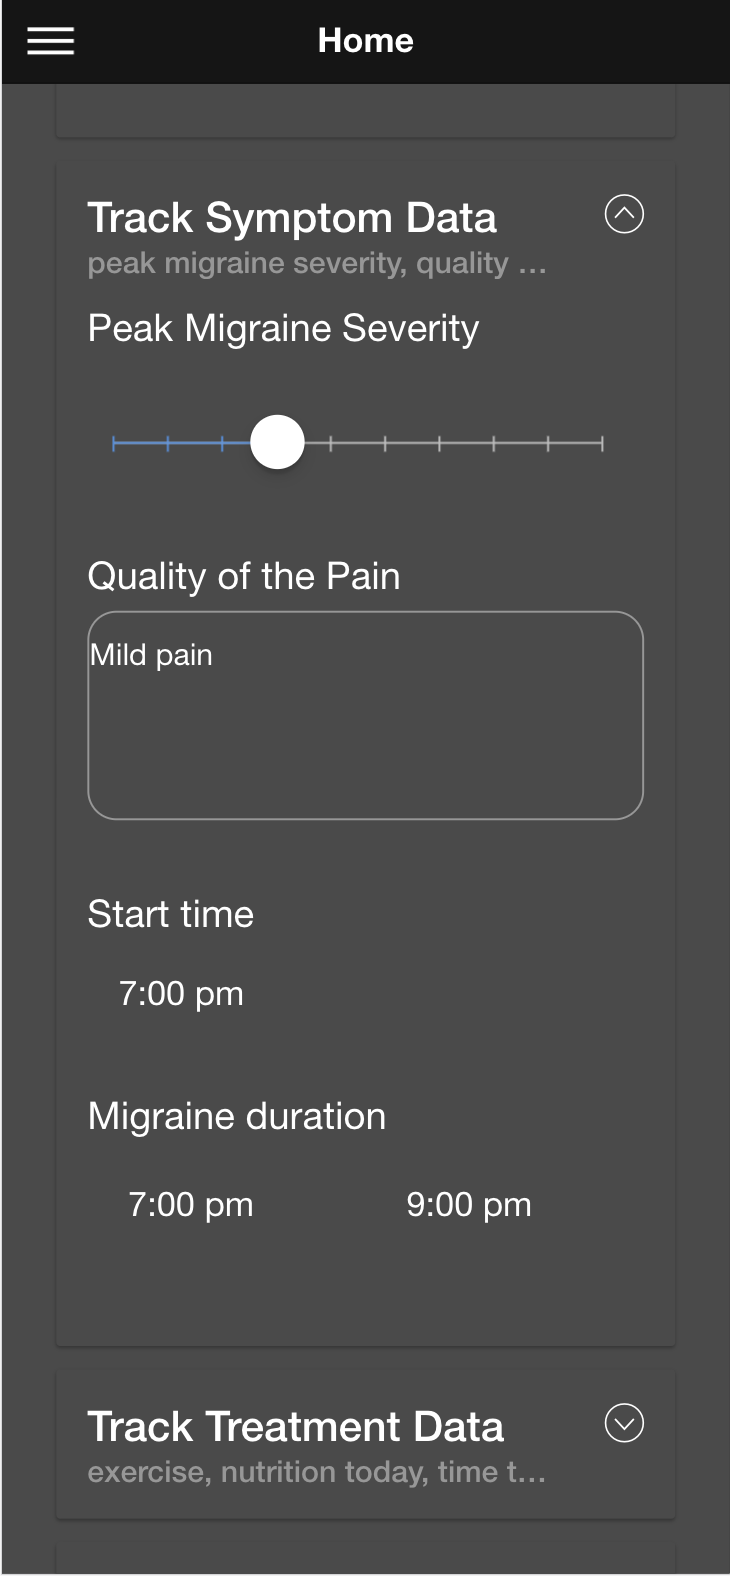 Home
Track Symptom Data
peak migraine severity, quality ...
Peak Migraine Severity
Quality of the Pain
Mild pain
Start time
7:00 pm
Migraine duration
7:00 pm 9:00 pm
Track Treatment Data
exercise, nutrition today, time t...